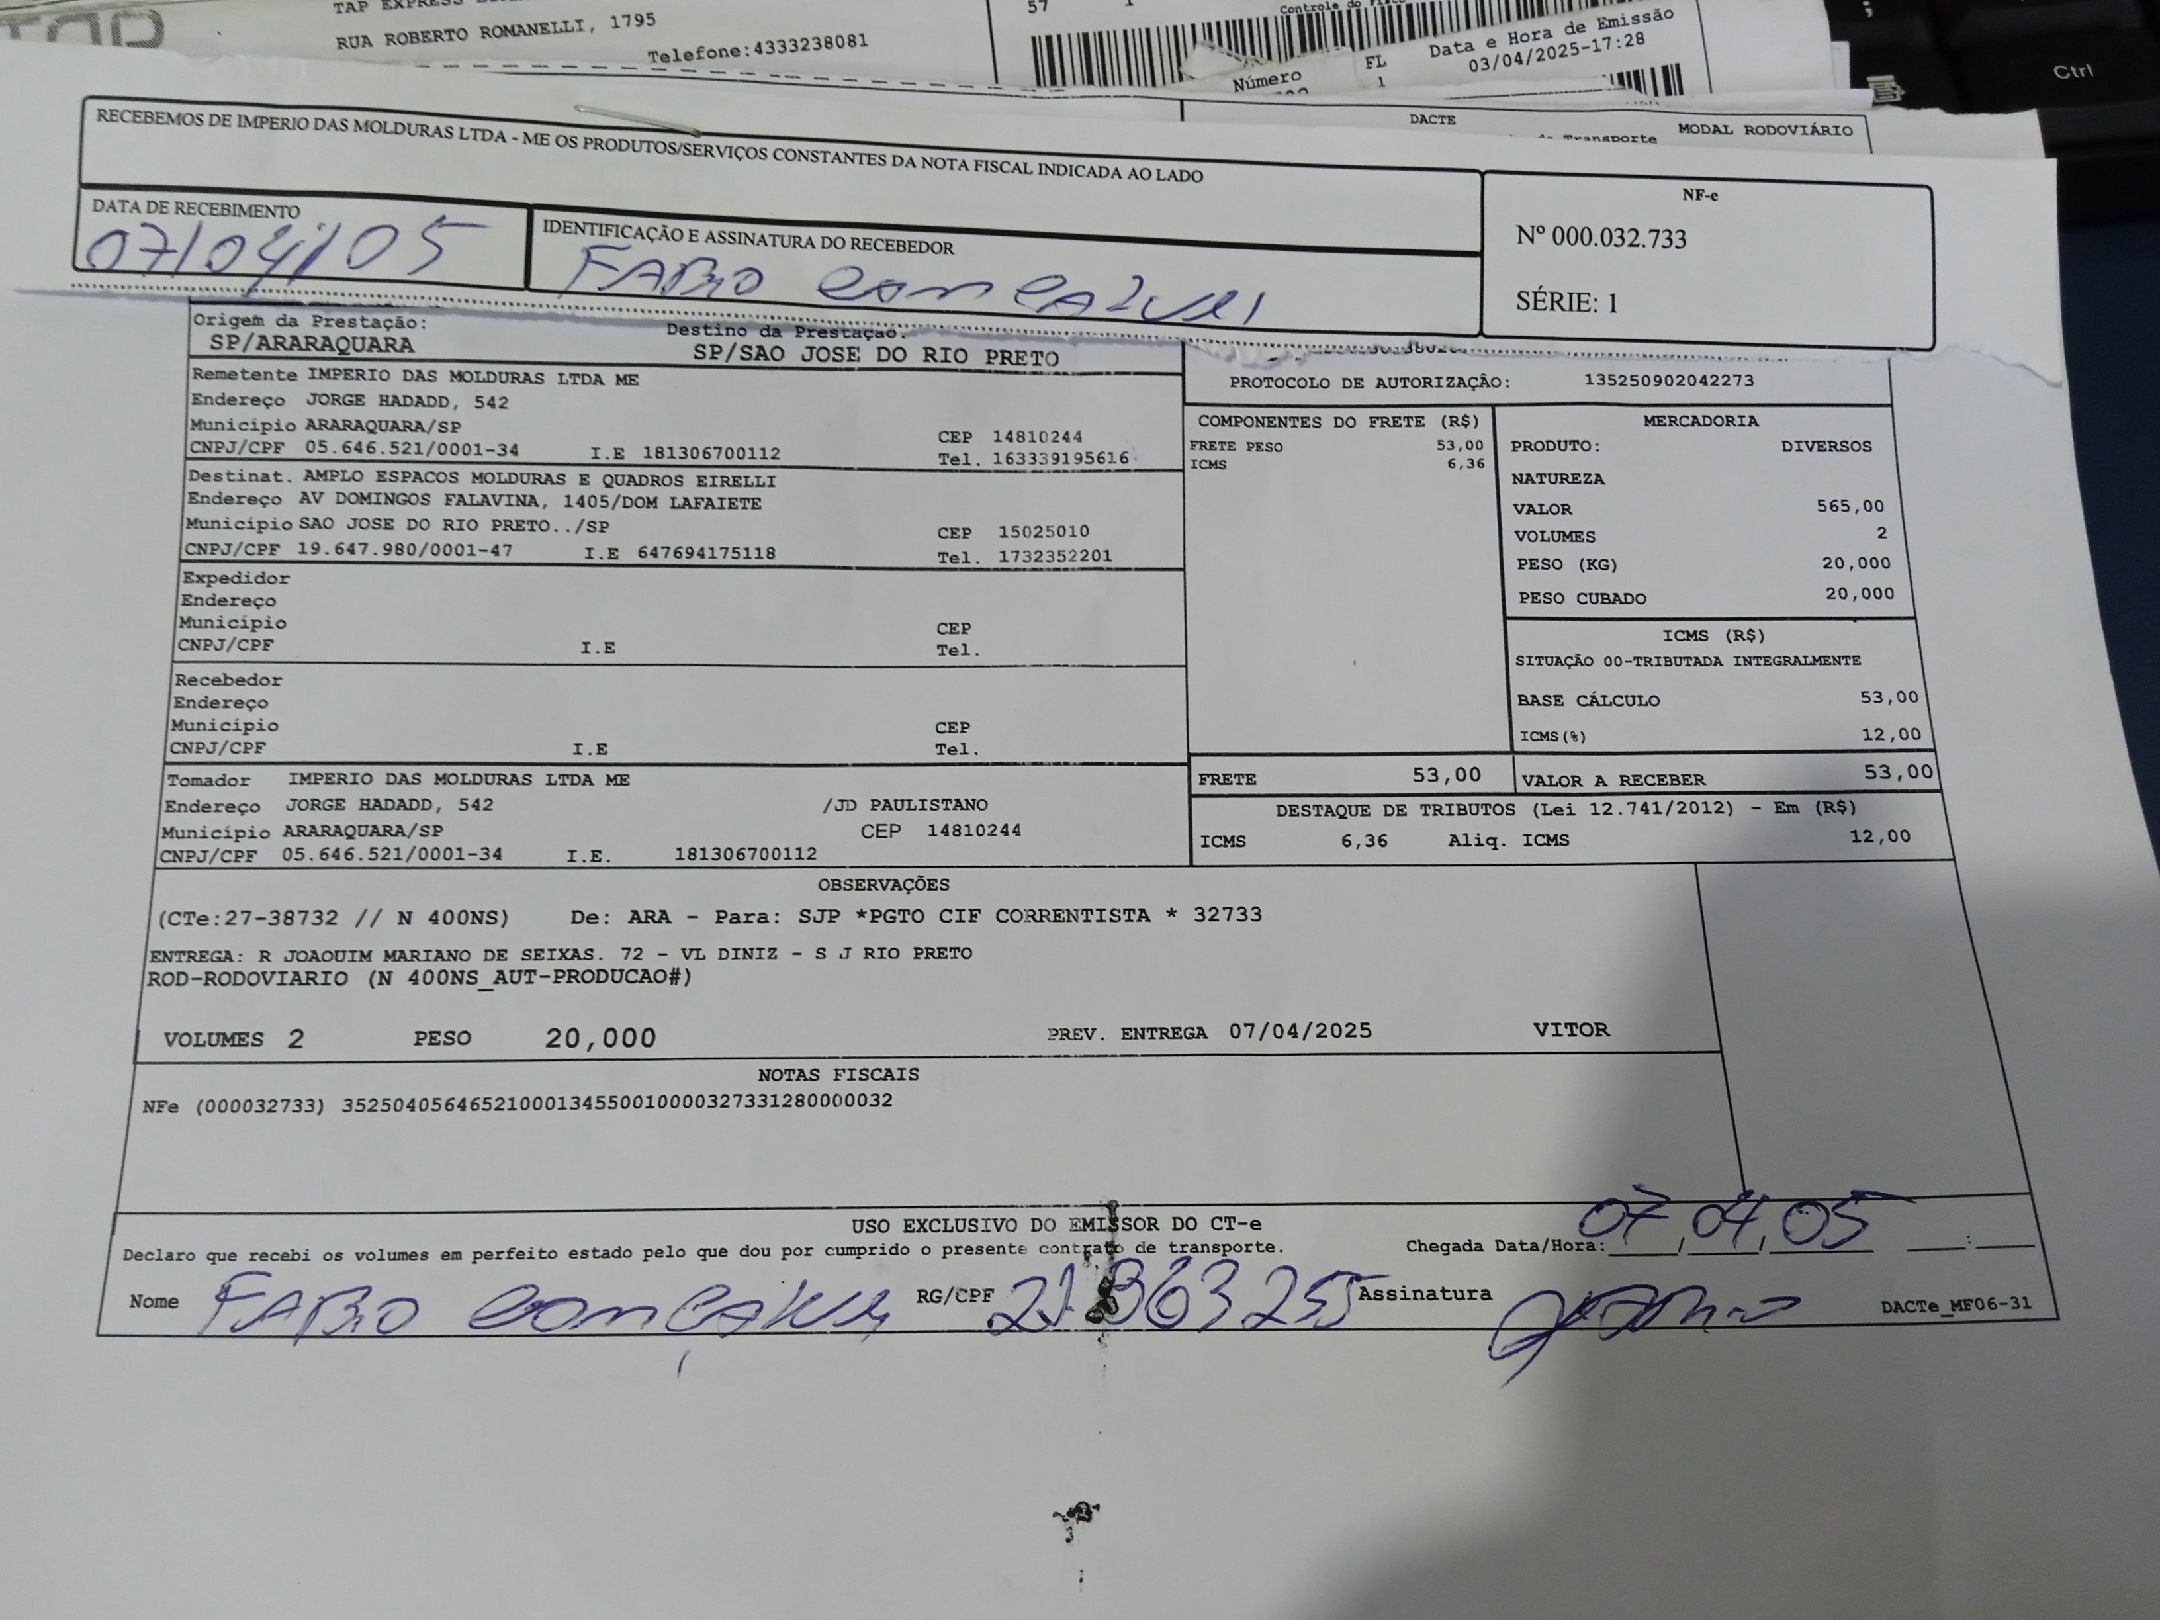 TAP EXPRESS
RUA ROBERTO ROMANELLI, 1795
Telefone:4333238081
57 1
Controle do Fisco
Número FL
1
Data e Hora de Emissão
03/04/2025-17:28
Ctrl
DACTE
MODAL RODOVIÁRIO
de Transporte
RECEBEMOS DE IMPERIO DAS MOLDURAS LTDA - ME OS PRODUTOS/SERVIÇOS CONSTANTES DA NOTA FISCAL INDICADA AO LADO
DATA DE RECEBIMENTO
07/04/05
IDENTIFICAÇÃO E ASSINATURA DO RECEBEDOR
FABIO GONÇALVES
NF-e
Nº 000.032.733
SÉRIE: 1
Origem da Prestação:
SP/ARARAQUARA
Destino da Prestação.
SP/SAO JOSE DO RIO PRETO
Remetente IMPERIO DAS MOLDURAS LTDA ME
Endereço JORGE HADADD, 542
Município ARARAQUARA/SP CEP 14810244
CNPJ/CPF 05.646.521/0001-34 I.E 181306700112 Tel. 163339195616
Destinat. AMPLO ESPACOS MOLDURAS E QUADROS EIRELLI
Endereço AV DOMINGOS FALAVINA, 1405/DOM LAFAIETE
Município SAO JOSE DO RIO PRETO../SP CEP 15025010
CNPJ/CPF 19.647.980/0001-47 I.E 647694175118 Tel. 1732352201
Expedidor
Endereço
Município CEP
CNPJ/CPF I.E Tel.
Recebedor
Endereço
Município CEP
CNPJ/CPF I.E Tel.
Tomador IMPERIO DAS MOLDURAS LTDA ME
Endereço JORGE HADADD, 542 /JD PAULISTANO
Município ARARAQUARA/SP CEP 14810244
CNPJ/CPF 05.646.521/0001-34 I.E. 181306700112
PROTOCOLO DE AUTORIZAÇÃO: 135250902042273
COMPONENTES DO FRETE (R$)
FRETE PESO 53,00
ICMS 6,36
MERCADORIA
PRODUTO: DIVERSOS
NATUREZA
VALOR 565,00
VOLUMES 2
PESO (KG) 20,000
PESO CUBADO 20,000
ICMS (R$)
SITUAÇÃO 00-TRIBUTADA INTEGRALMENTE
BASE CÁLCULO 53,00
ICMS(%) 12,00
FRETE 53,00 VALOR A RECEBER 53,00
DESTAQUE DE TRIBUTOS (Lei 12.741/2012) - Em (R$)
ICMS 6,36 Aliq. ICMS 12,00
OBSERVAÇÕES
(CTe:27-38732 // N 400NS) De: ARA - Para: SJP *PGTO CIF CORRENTISTA * 32733
ENTREGA: R JOAOUIM MARIANO DE SEIXAS. 72 - VL DINIZ - S J RIO PRETO
ROD-RODOVIARIO (N 400NS_AUT-PRODUCAO#)
VOLUMES 2 PESO 20,000 PREV. ENTREGA 07/04/2025 VITOR
NOTAS FISCAIS
NFe (000032733) 35250405646521000134550010000327331280000032
USO EXCLUSIVO DO EMISSOR DO CT-e
Declaro que recebi os volumes em perfeito estado pelo que dou por cumprido o presente contrato de transporte. Chegada Data/Hora: 07/04/05 :
Nome FABIO GONÇALVES RG/CPF Assinatura
DACTe_MF06-31